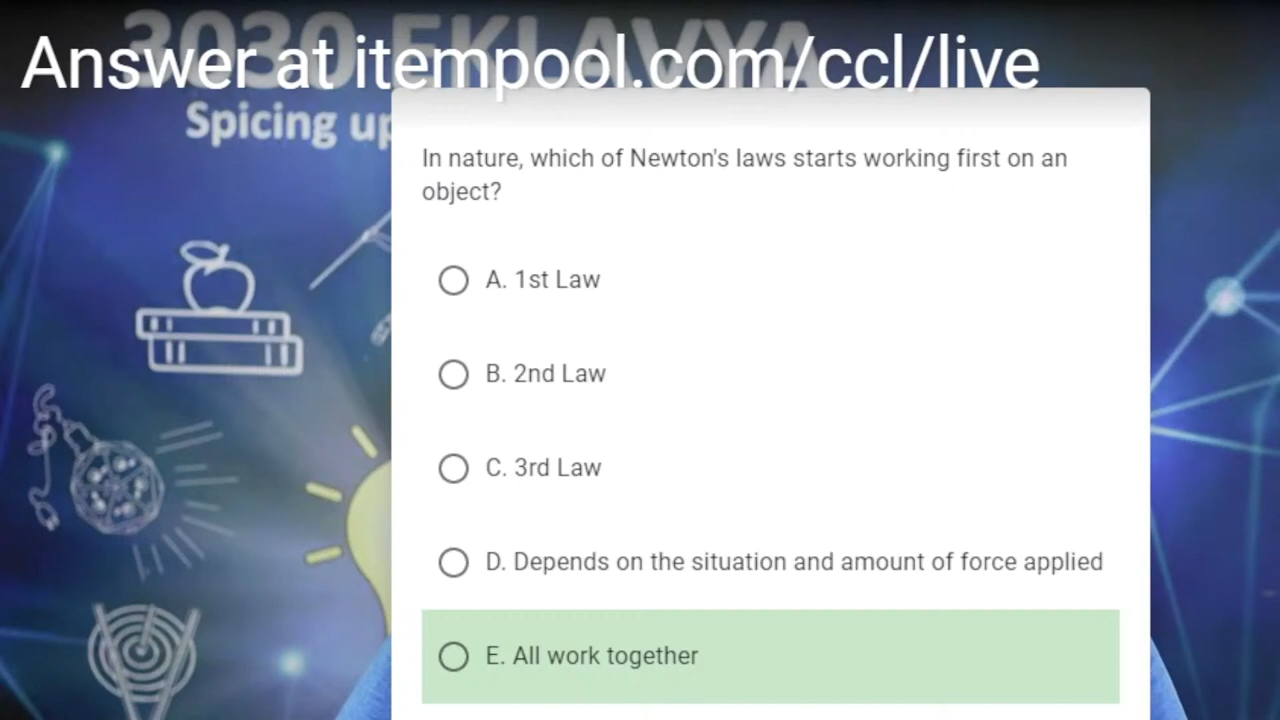 3030 EKLAVYA
Answer at itempool.com/ccl/live
Spicing up
In nature, which of Newton's laws starts working first on an
object?
A. 1st Law
B. 2nd Law
C. 3rd Law
D. Depends on the situation and amount of force applied
E. All work together